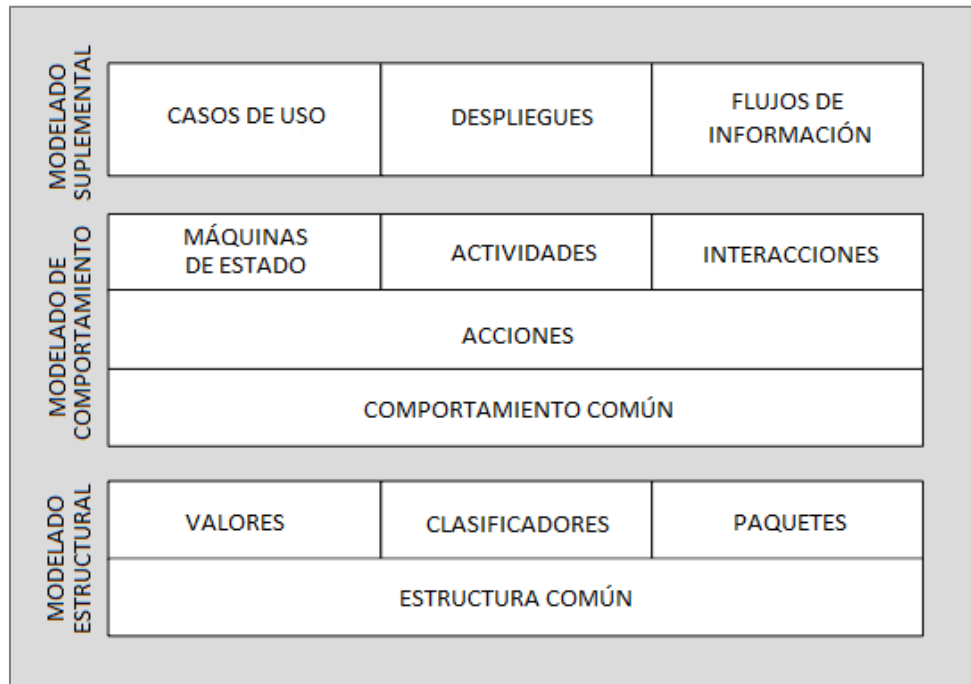 MODELADO
SUPLEMENTAL
CASOS DE USO
DESPLIEGUES
FLUJOS DE
INFORMACIÓN
MODELADO DE
COMPORTAMIENTO
MÁQUINAS
DE ESTADO
ACTIVIDADES
INTERACCIONES
ACCIONES
COMPORTAMIENTO COMÚN
MODELADO
ESTRUCTURAL
VALORES
CLASIFICADORES
PAQUETES
ESTRUCTURA COMÚN